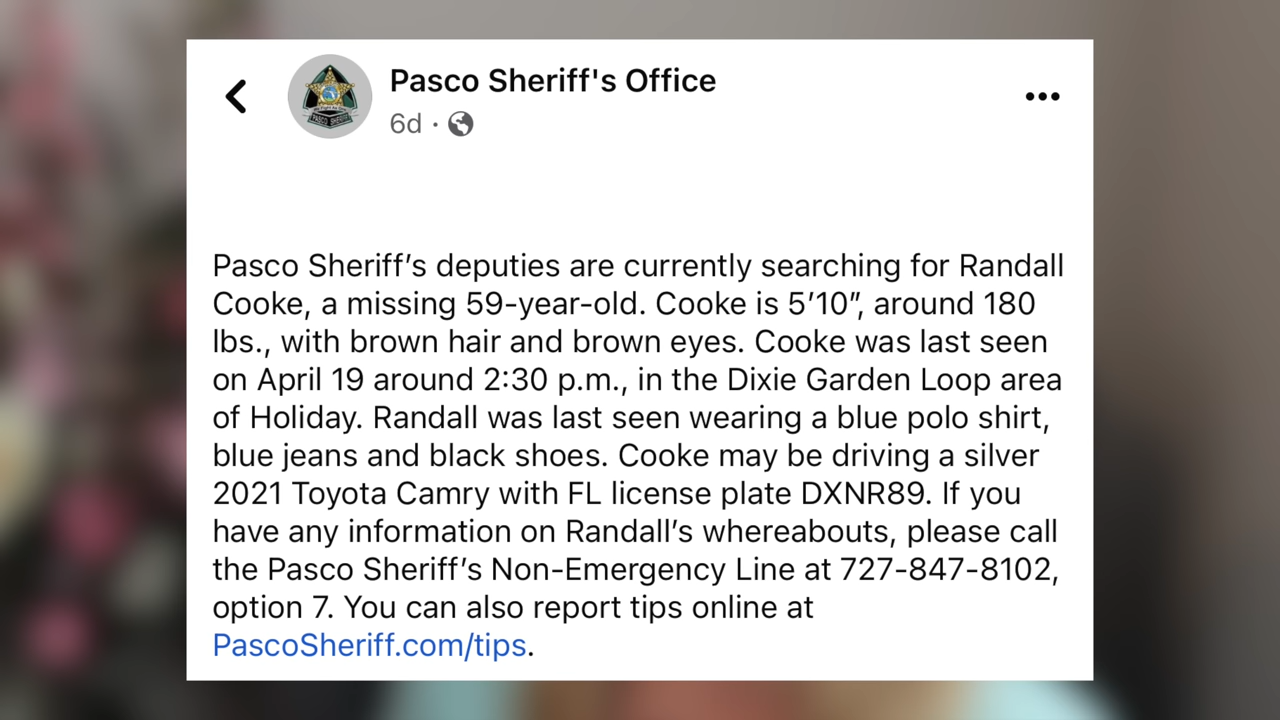 Pasco Sheriff's Office
6d ·
Pasco Sheriff’s deputies are currently searching for Randall
Cooke, a missing 59-year-old. Cooke is 5’10”, around 180
lbs., with brown hair and brown eyes. Cooke was last seen
on April 19 around 2:30 p.m., in the Dixie Garden Loop area
of Holiday. Randall was last seen wearing a blue polo shirt,
blue jeans and black shoes. Cooke may be driving a silver
2021 Toyota Camry with FL license plate DXNR89. If you
have any information on Randall’s whereabouts, please call
the Pasco Sheriff’s Non-Emergency Line at 727-847-8102,
option 7. You can also report tips online at
PascoSheriff.com/tips.